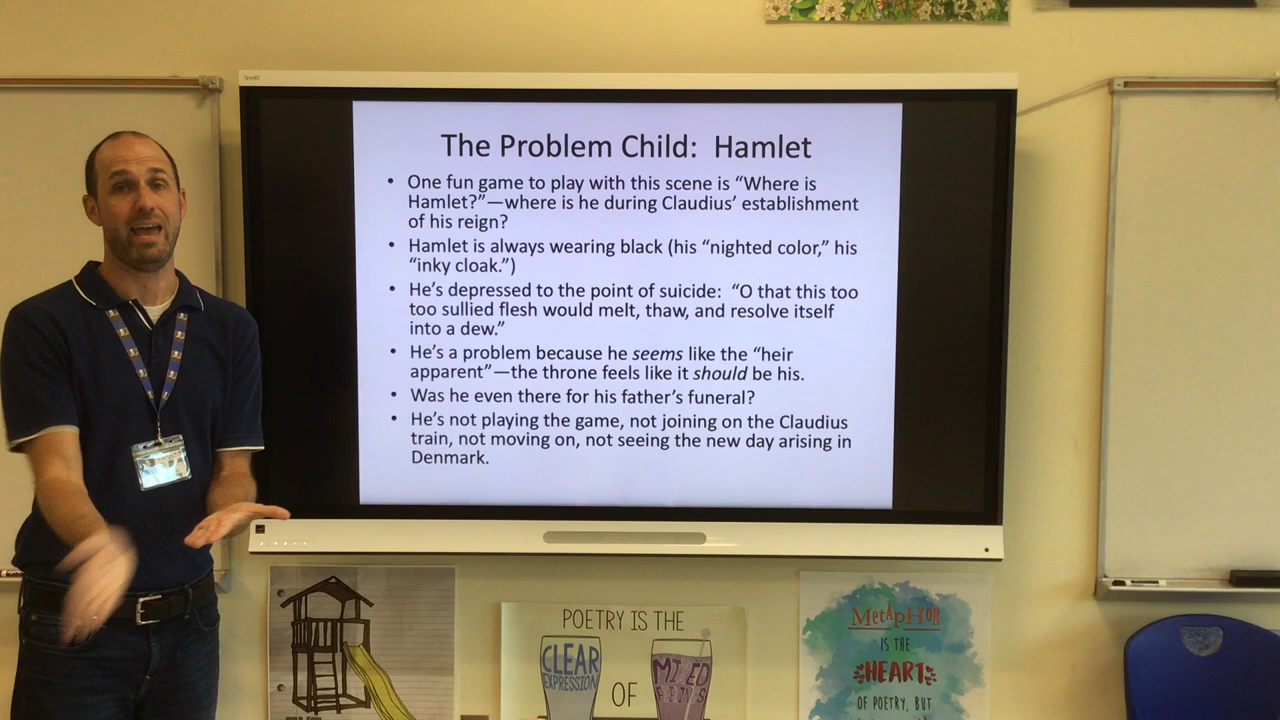 SMART
The Problem Child:  Hamlet
• One fun game to play with this scene is “Where is
Hamlet?”—where is he during Claudius’ establishment
of his reign?
• Hamlet is always wearing black (his “nighted color,” his
“inky cloak.”)
• He’s depressed to the point of suicide:  “O that this too
too sullied flesh would melt, thaw, and resolve itself
into a dew.”
• He’s a problem because he seems like the “heir
apparent”—the throne feels like it should be his.
• Was he even there for his father’s funeral?
• He’s not playing the game, not joining on the Claudius
train, not moving on, not seeing the new day arising in
Denmark.
POETRY IS THE
CLEAR
EXPRESSION
OF
METAPHOR
IS THE
HEART
OF POETRY, BUT